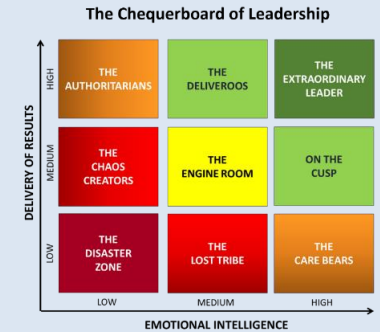 The Chequerboard of Leadership
DELIVERY OF RESULTS
HIGH
THE
AUTHORITARIANS
THE
DELIVEROOS
THE
EXTRAORDINARY
LEADER
MEDIUM
THE
CHAOS
CREATORS
THE
ENGINE ROOM
ON THE
CUSP
LOW
THE
DISASTER
ZONE
THE
LOST TRIBE
THE
CARE BEARS
LOW
MEDIUM
HIGH
EMOTIONAL INTELLIGENCE